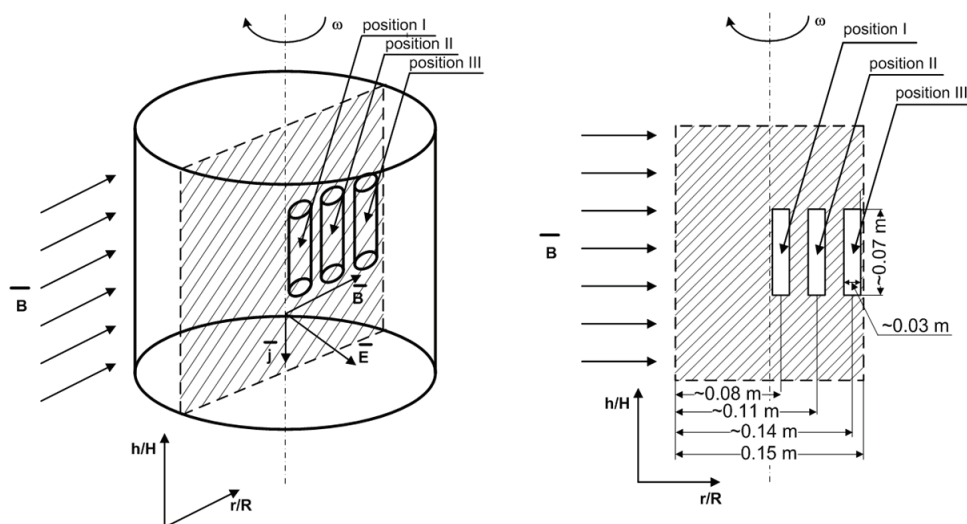 ω
position I
position II
position III
B
B
j
E
h/H
r/R
ω
position I
position II
position III
B
~0.07 m
~0.03 m
~0.08 m
~0.11 m
~0.14 m
0.15 m
h/H
r/R